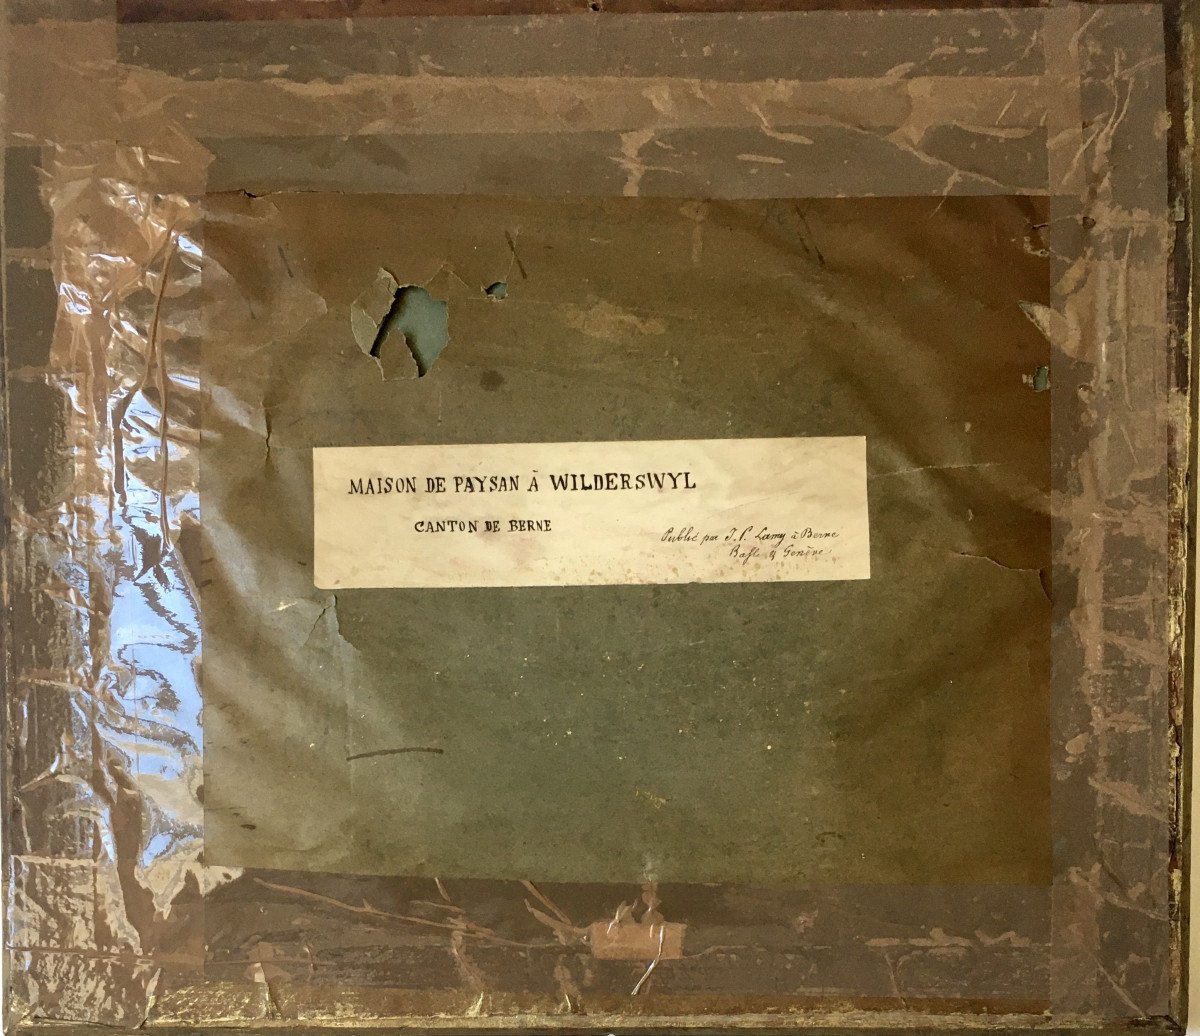 MAISON DE PAYSAN À WILDERSWYL
CANTON DE BERNE
Publié par J. P. Lamy à Berne
Basle & Genève